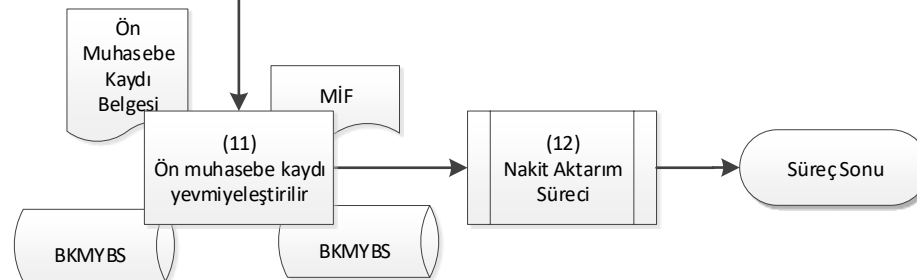 Ön
Muhasebe
Kaydı
Belgesi
MİF
(11)
Ön muhasebe kaydı
yevmiyeleştirilir
(12)
Nakit Aktarım
Süreci
Süreç Sonu
BKMYBS
BKMYBS